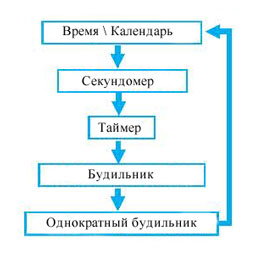 Время \ Календарь
Секундомер
Таймер
Будильник
Однократный будильник